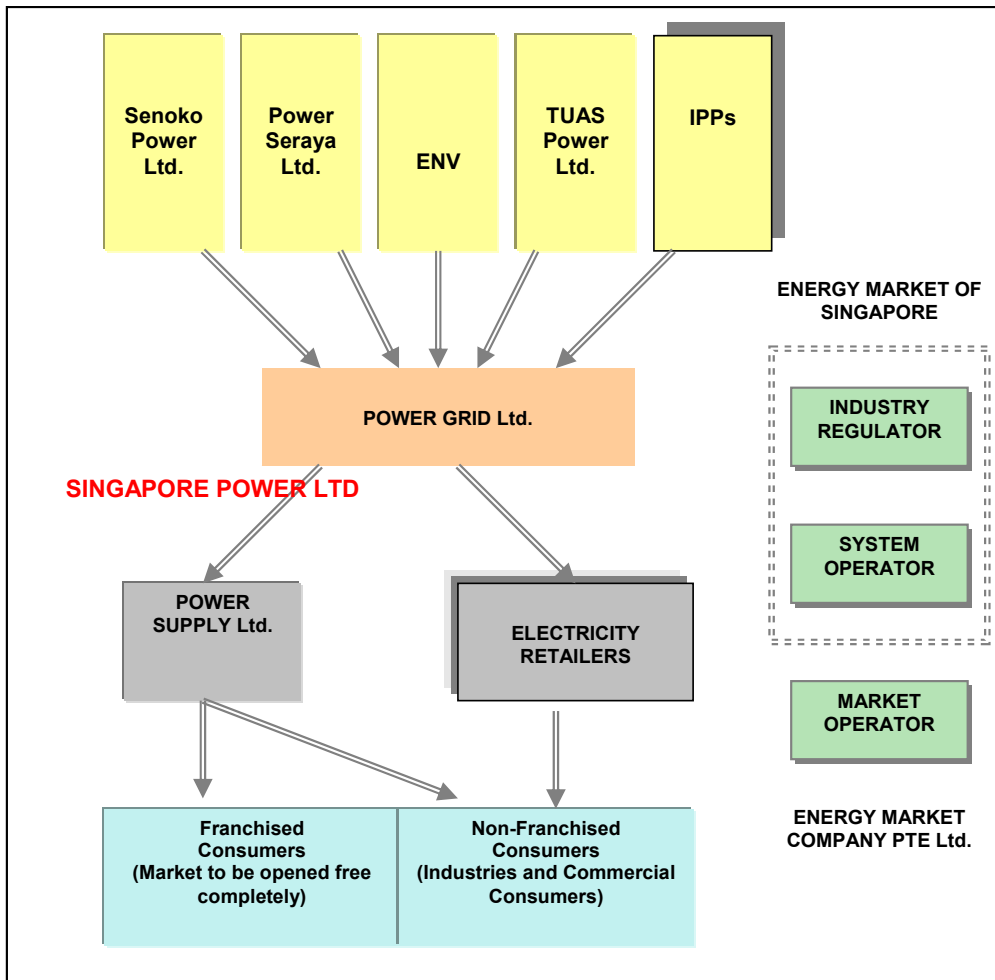 Senoko
Power
Ltd.
Power
Seraya
Ltd.
ENV
TUAS
Power
Ltd.
IPPs
ENERGY MARKET OF
SINGAPORE
POWER GRID Ltd.
INDUSTRY
REGULATOR
SINGAPORE POWER LTD
SYSTEM
OPERATOR
POWER
SUPPLY Ltd.
ELECTRICITY
RETAILERS
MARKET
OPERATOR
Franchised
Consumers
(Market to be opened free
completely)
Non-Franchised
Consumers
(Industries and Commercial
Consumers)
ENERGY MARKET
COMPANY PTE Ltd.